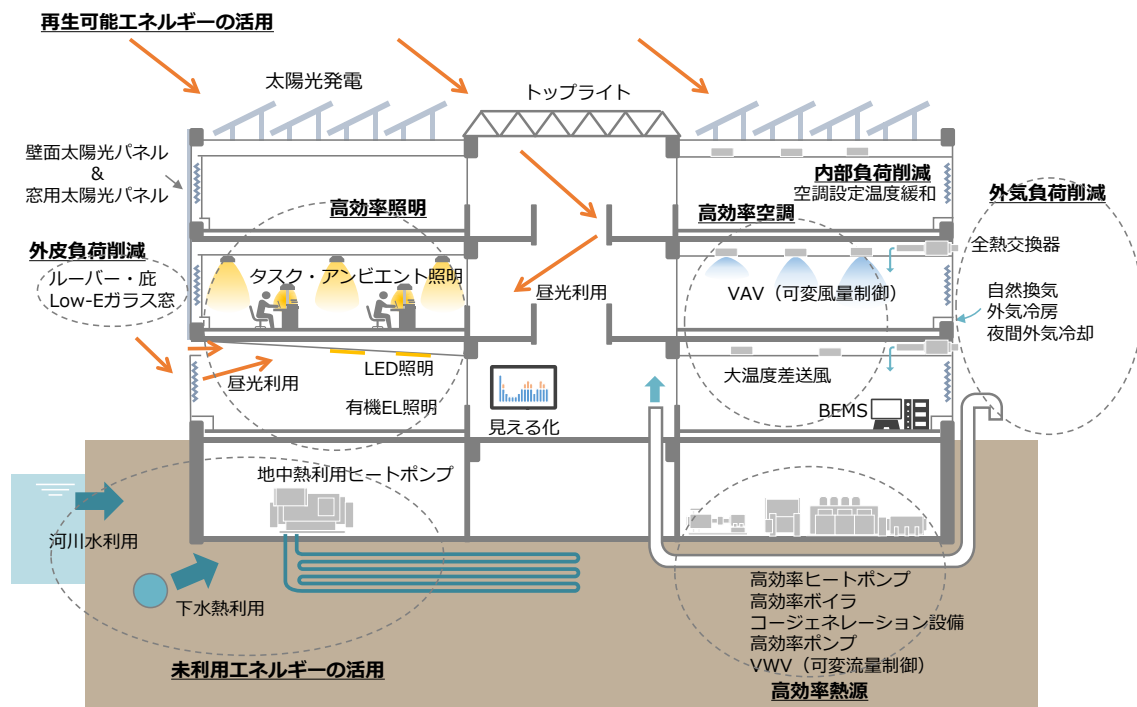 再生可能エネルギーの活用
太陽光発電
トップライト
壁面太陽光パネル
&
窓用太陽光パネル
内部負荷削減
空調設定温度緩和
外気負荷削減
高効率照明
高効率空調
外皮負荷削減
ルーバー・庇
Low-Eガラス窓
タスク・アンビエント照明
昼光利用
VAV（可変風量制御）
全熱交換器
自然換気
外気冷房
夜間外気冷却
昼光利用
LED照明
有機EL照明
見える化
大温度差送風
BEMS
地中熱利用ヒートポンプ
河川水利用
下水熱利用
未利用エネルギーの活用
高効率ヒートポンプ
高効率ボイラ
コージェネレーション設備
高効率ポンプ
VWV（可変流量制御）
高効率熱源